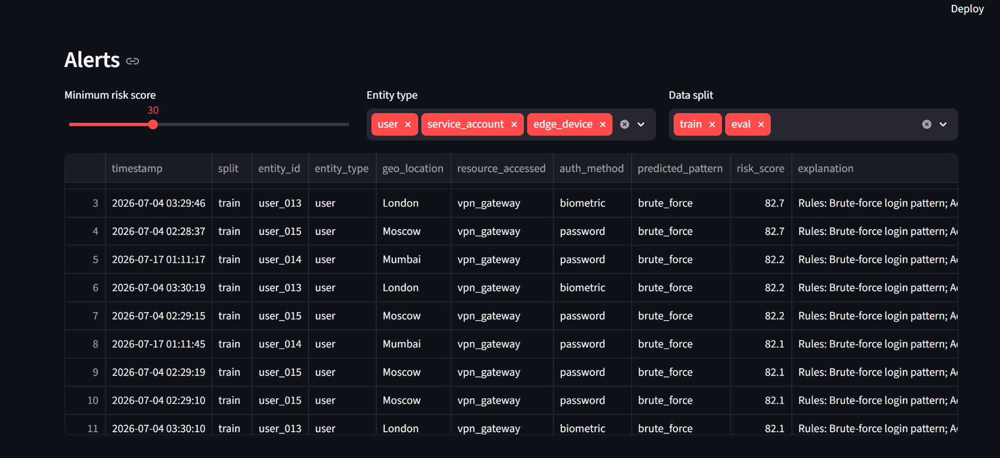 Deploy
Alerts
Minimum risk score
30
Entity type
user service_account edge_device
Data split
train eval
timestamp split entity_id entity_type geo_location resource_accessed auth_method predicted_pattern risk_score explanation
3 2026-07-04 03:29:46 train user_013 user London vpn_gateway biometric brute_force 82.7 Rules: Brute-force login pattern;
4 2026-07-04 02:28:37 train user_015 user Moscow vpn_gateway password brute_force 82.7 Rules: Brute-force login pattern;
5 2026-07-17 01:11:17 train user_014 user Mumbai vpn_gateway password brute_force 82.2 Rules: Brute-force login pattern;
6 2026-07-04 03:30:19 train user_013 user London vpn_gateway biometric brute_force 82.2 Rules: Brute-force login pattern;
7 2026-07-04 02:29:15 train user_015 user Moscow vpn_gateway password brute_force 82.2 Rules: Brute-force login pattern;
8 2026-07-17 01:11:45 train user_014 user Mumbai vpn_gateway password brute_force 82.1 Rules: Brute-force login pattern;
9 2026-07-04 02:29:19 train user_015 user Moscow vpn_gateway password brute_force 82.1 Rules: Brute-force login pattern;
10 2026-07-04 02:29:10 train user_015 user Moscow vpn_gateway password brute_force 82.1 Rules: Brute-force login pattern;
11 2026-07-04 03:30:10 train user_013 user London vpn_gateway biometric brute_force 82.1 Rules: Brute-force login pattern;